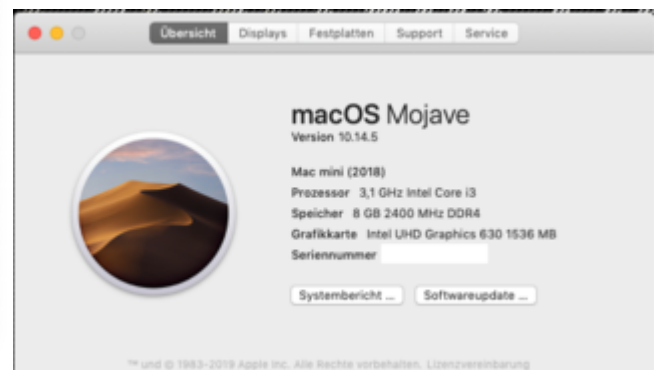 Übersicht Displays Festplatten Support Service
macOS Mojave
Version 10.14.5
Mac mini (2018)
Prozessor 3,1 GHz Intel Core i3
Speicher 8 GB 2400 MHz DDR4
Grafikkarte Intel UHD Graphics 630 1536 MB
Seriennummer
Systembericht ... Softwareupdate ...
™ und © 1983-2019 Apple Inc. Alle Rechte vorbehalten. Lizenzvereinbarung